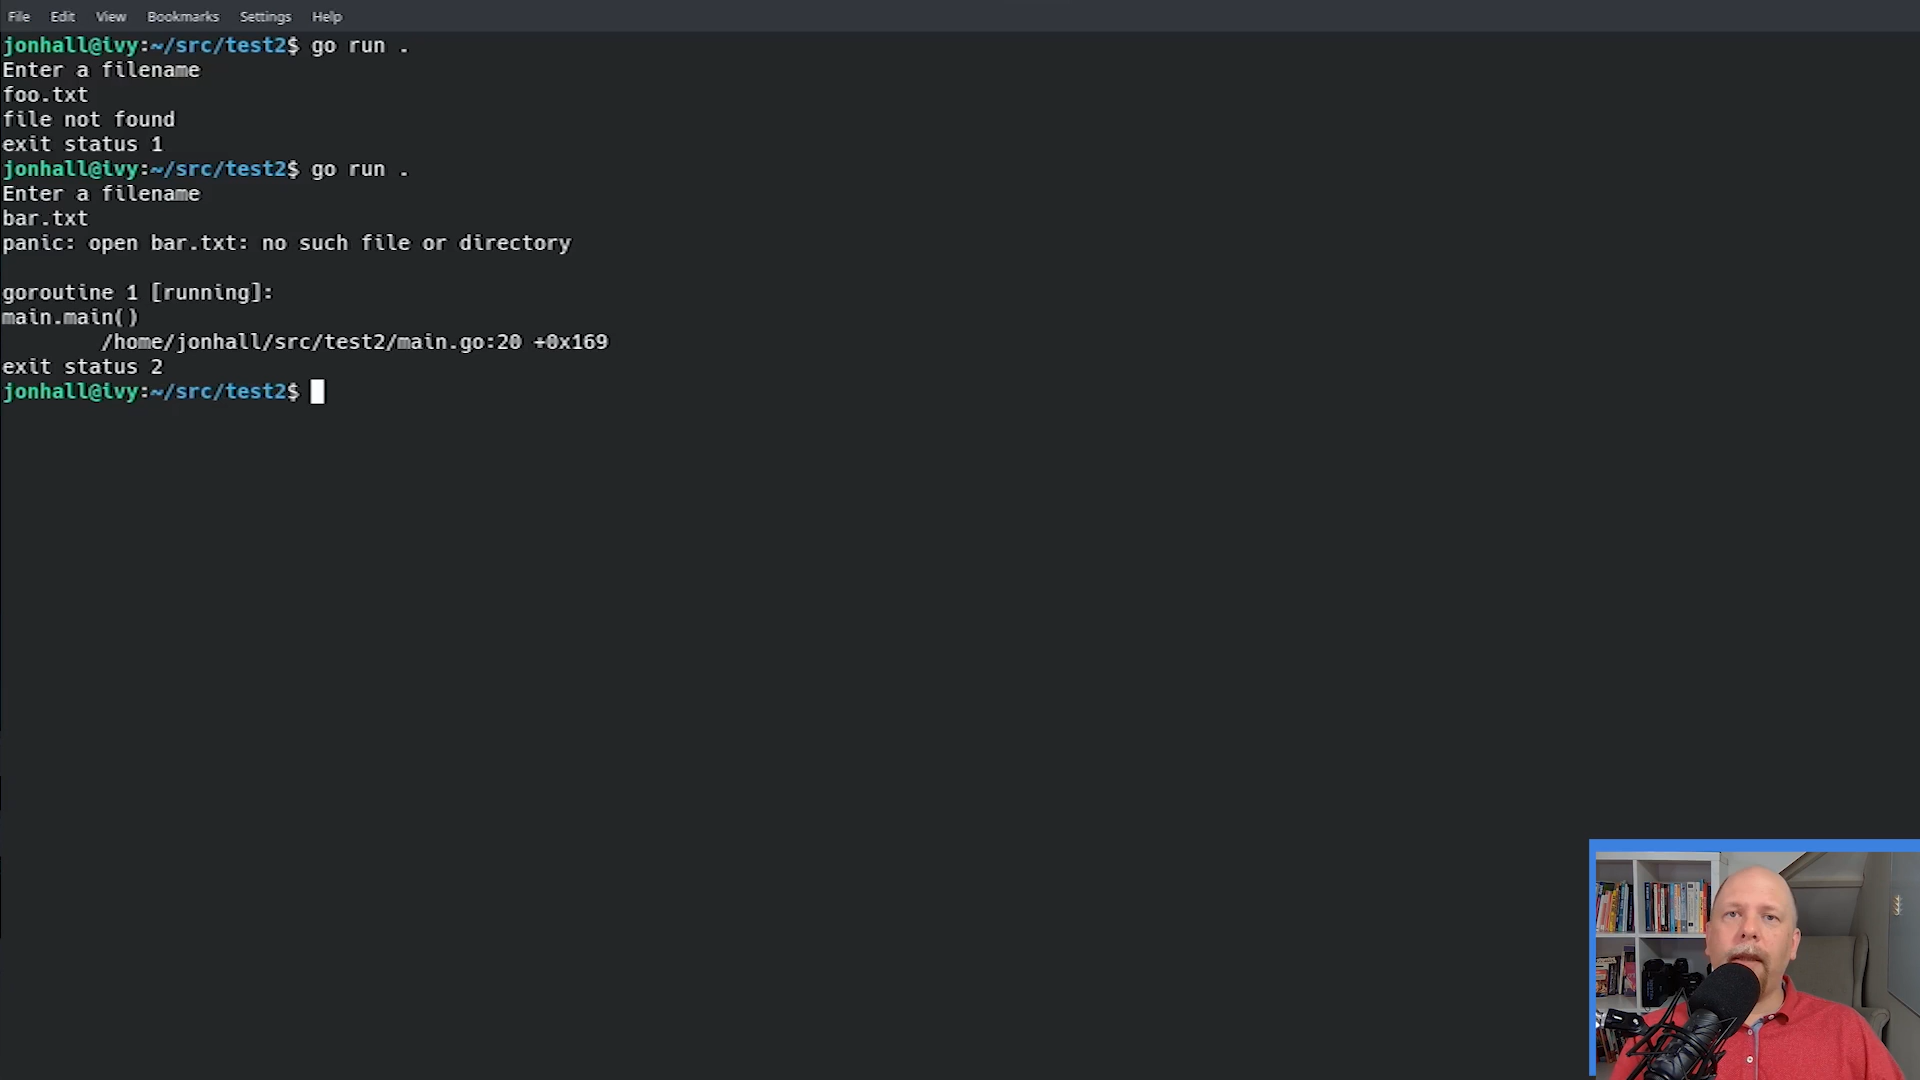 File Edit View Bookmarks Settings Help
jonhall@ivy:~/src/test2$ go run .
Enter a filename
foo.txt
file not found
exit status 1
jonhall@ivy:~/src/test2$ go run .
Enter a filename
bar.txt
panic: open bar.txt: no such file or directory
goroutine 1 [running]:
main.main()
/home/jonhall/src/test2/main.go:20 +0x169
exit status 2
jonhall@ivy:~/src/test2$